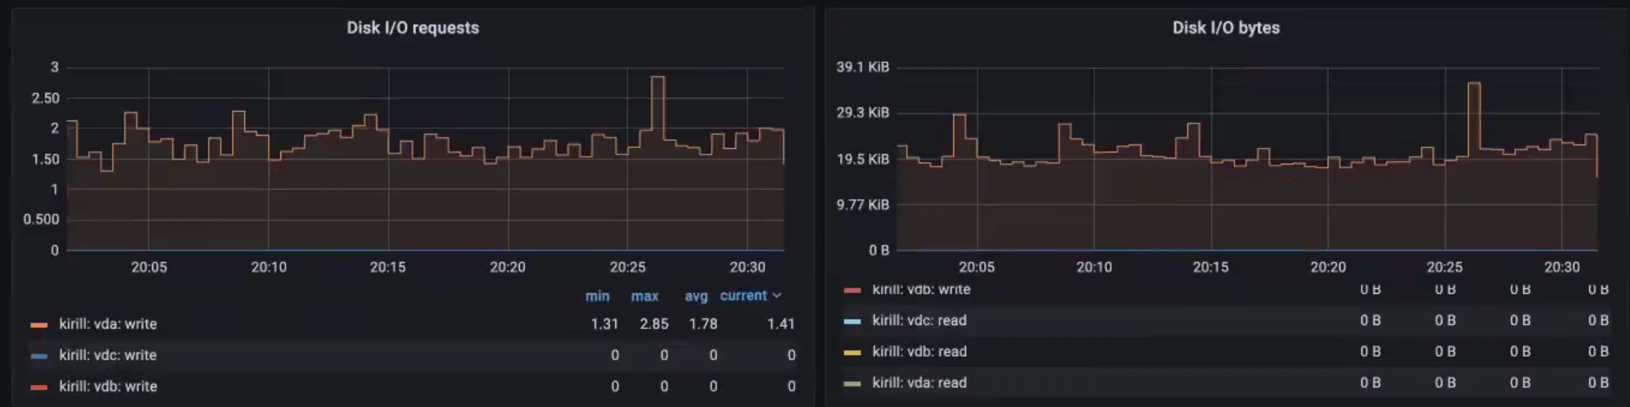 Disk I/O requests
3
2.50
2
1.50
1
0.500
0
20:05 20:10 20:15 20:20 20:25 20:30
min max avg current
kirill: vda: write 1.31 2.85 1.78 1.41
kirill: vdc: write 0 0 0 0
kirill: vdb: write 0 0 0 0
Disk I/O bytes
39.1 KiB
29.3 KiB
19.5 KiB
9.77 KiB
0 B
20:05 20:10 20:15 20:20 20:25 20:30
kirill: vdb: write 0 B 0 B 0 B 0 B
kirill: vdc: read 0 B 0 B 0 B 0 B
kirill: vdb: read 0 B 0 B 0 B 0 B
kirill: vda: read 0 B 0 B 0 B 0 B